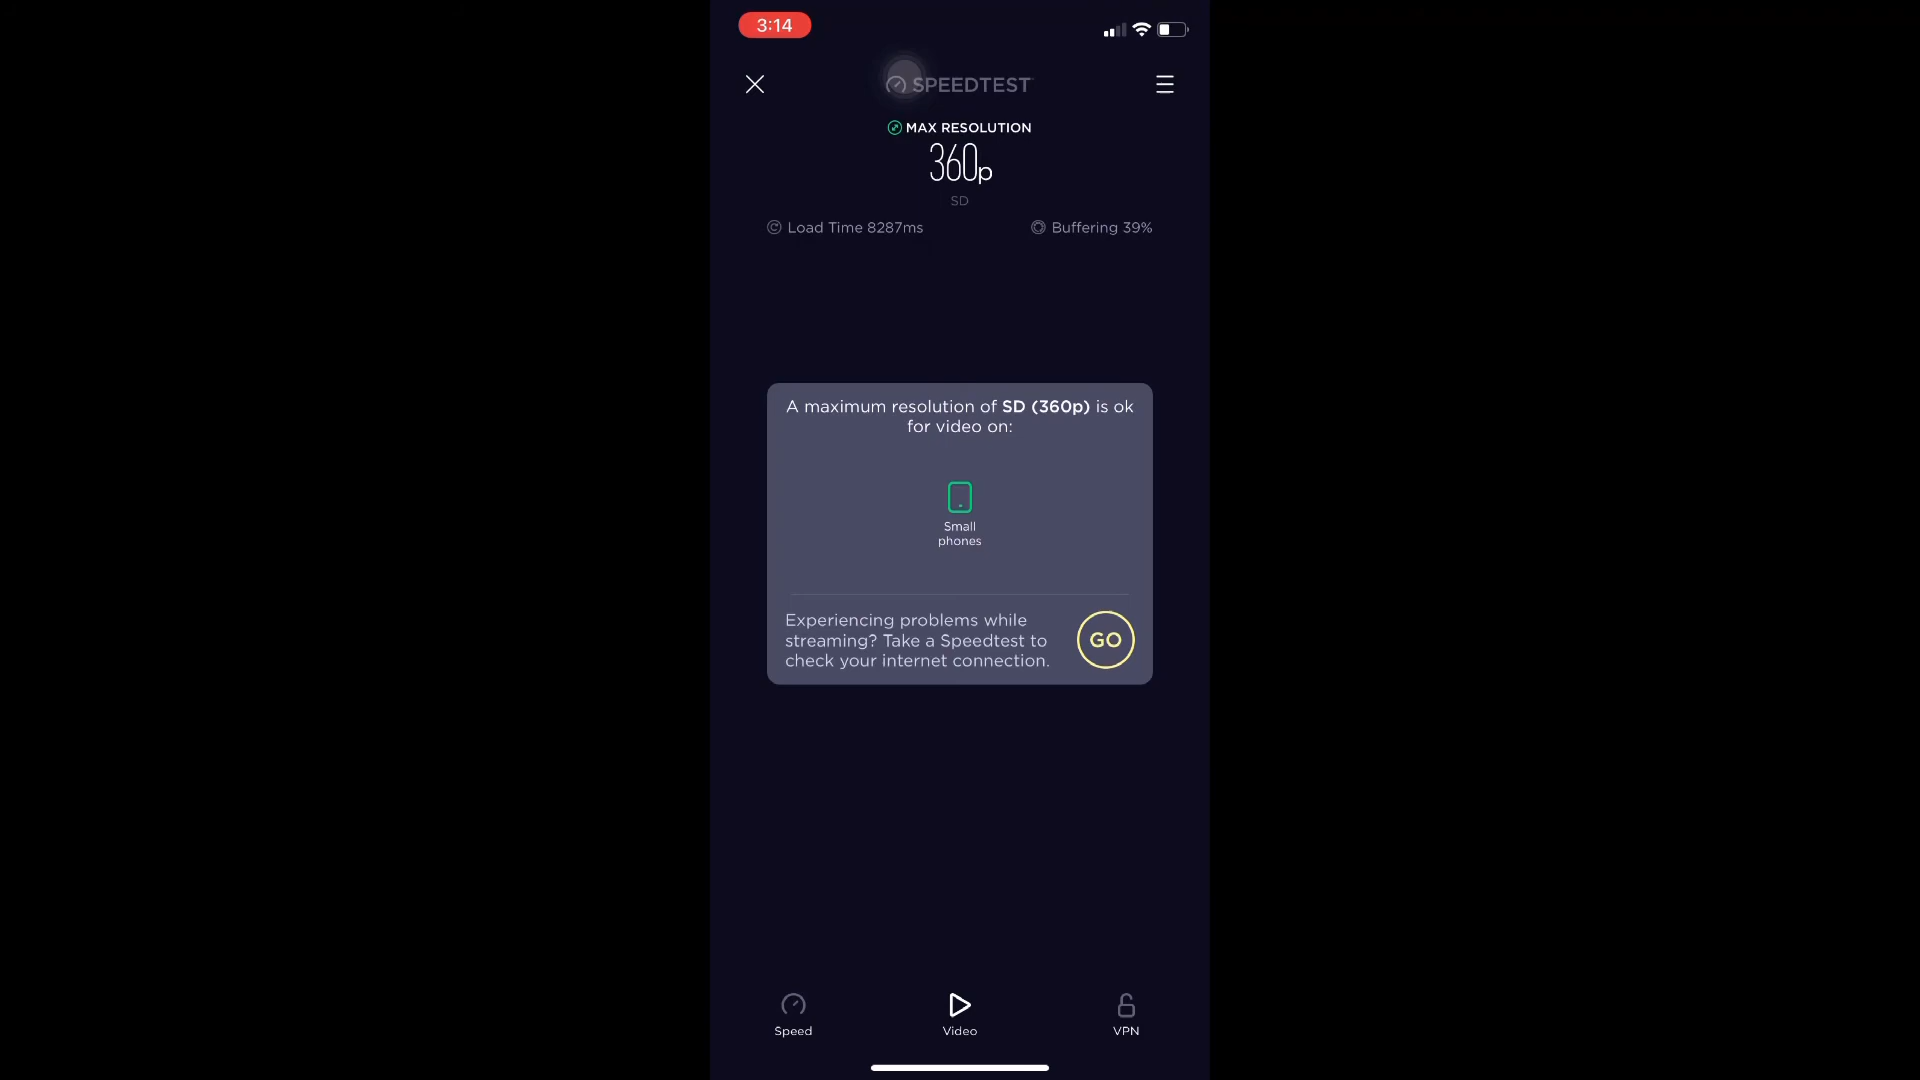 3:14
SPEEDTEST
MAX RESOLUTION
360p
SD
Load Time 8287ms
Buffering 39%
A maximum resolution of SD (360p) is ok
for video on:
Small
phones
Experiencing problems while
streaming? Take a Speedtest to
check your internet connection.
GO
Speed
Video
VPN